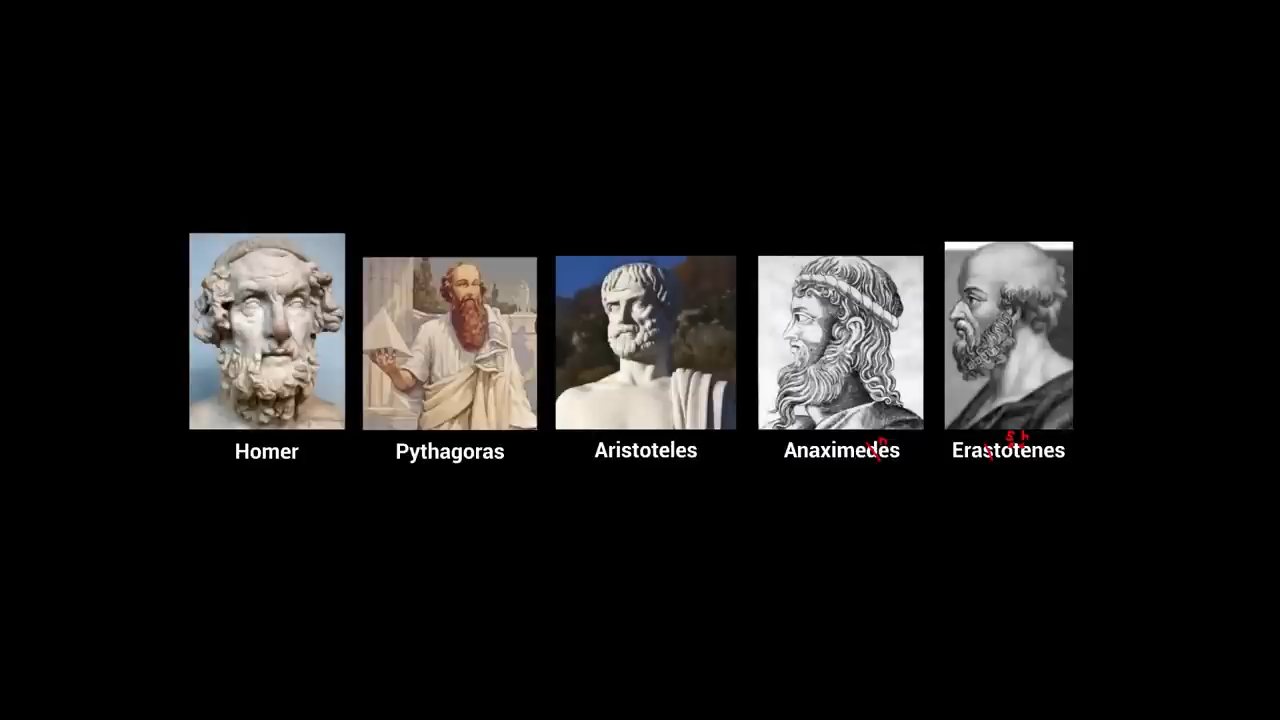 Homer
Pythagoras
Aristoteles
Anaximedes
n
Erastotenes
s h